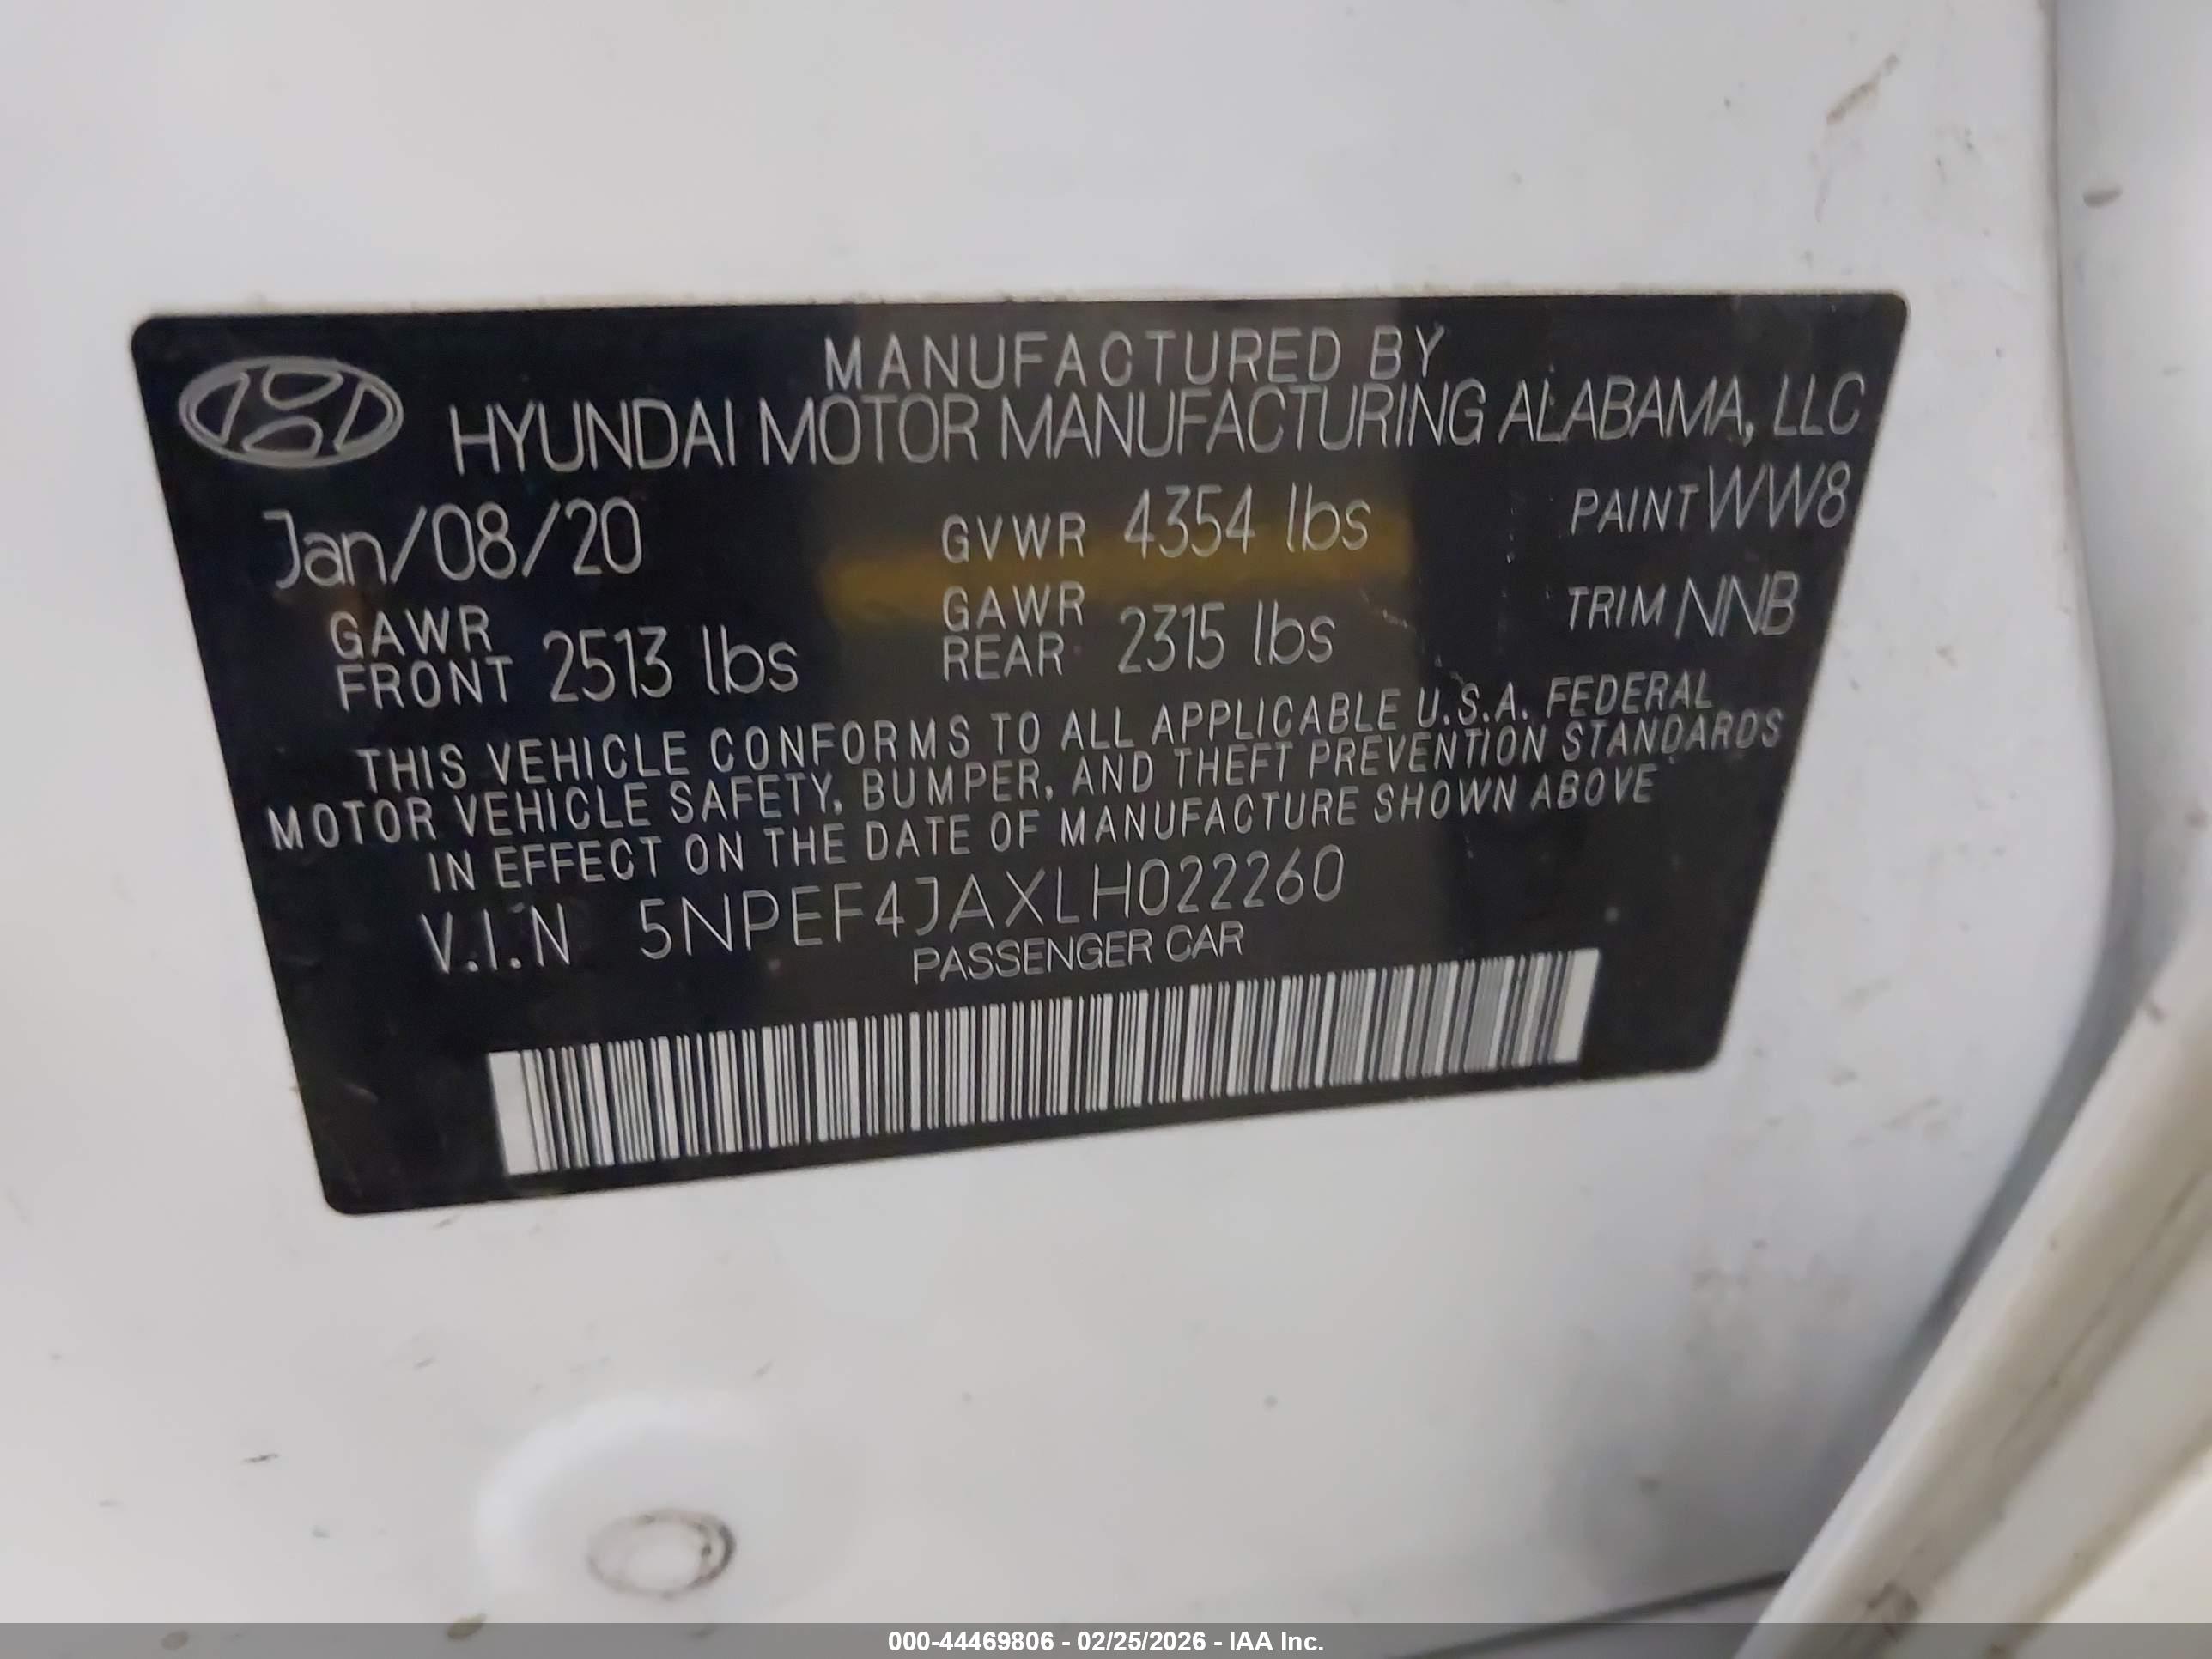 MANUFACTURED BY
HYUNDAI MOTOR MANUFACTURING ALABAMA, LLC
Jan/08/20 GVWR 4354 lbs PAINT WW8
GAWR FRONT 2513 lbs GAWR REAR 2315 lbs TRIM NNB
THIS VEHICLE CONFORMS TO ALL APPLICABLE U.S.A. FEDERAL
MOTOR VEHICLE SAFETY, BUMPER, AND THEFT PREVENTION STANDARDS
IN EFFECT ON THE DATE OF MANUFACTURE SHOWN ABOVE
V.I.N 5NPEF4JAXLH022260
PASSENGER CAR
000-44469806 - 02/25/2026 - IAA Inc.